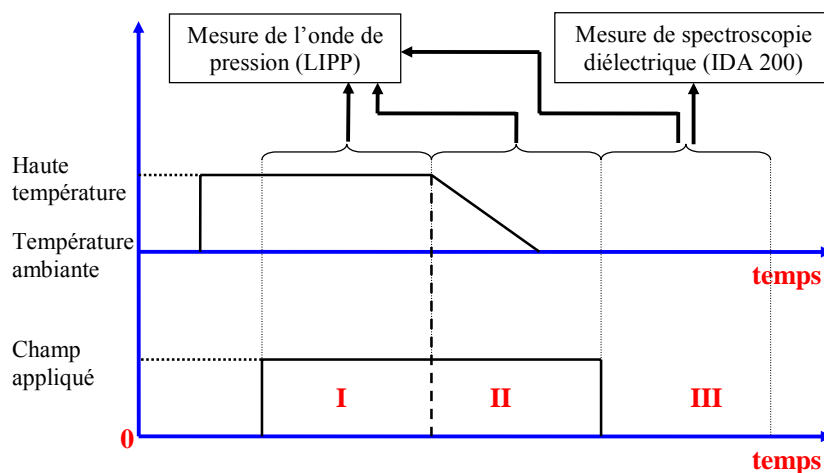 Mesure de l’onde de
pression (LIPP)
Mesure de spectroscopie
diélectrique (IDA 200)
Haute
température
Température
ambiante
temps
Champ
appliqué
I
II
III
0
temps